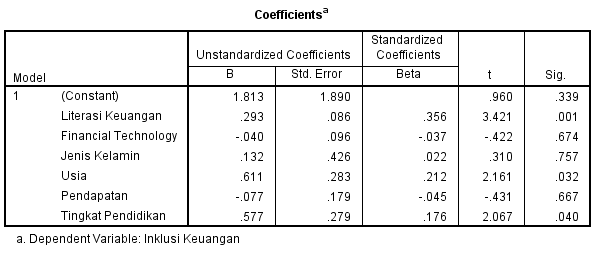 Coefficientsa
Standardized
Unstandardized Coefficients Coefficients
Model B Std. Error Beta t Sig.
1 (Constant) 1.813 1.890 .960 .339
Literasi Keuangan .293 .086 .356 3.421 .001
Financial Technology -.040 .096 -.037 -.422 .674
Jenis Kelamin .132 .426 .022 .310 .757
Usia .611 .283 .212 2.161 .032
Pendapatan -.077 .179 -.045 -.431 .667
Tingkat Pendidikan .577 .279 .176 2.067 .040
a. Dependent Variable: Inklusi Keuangan